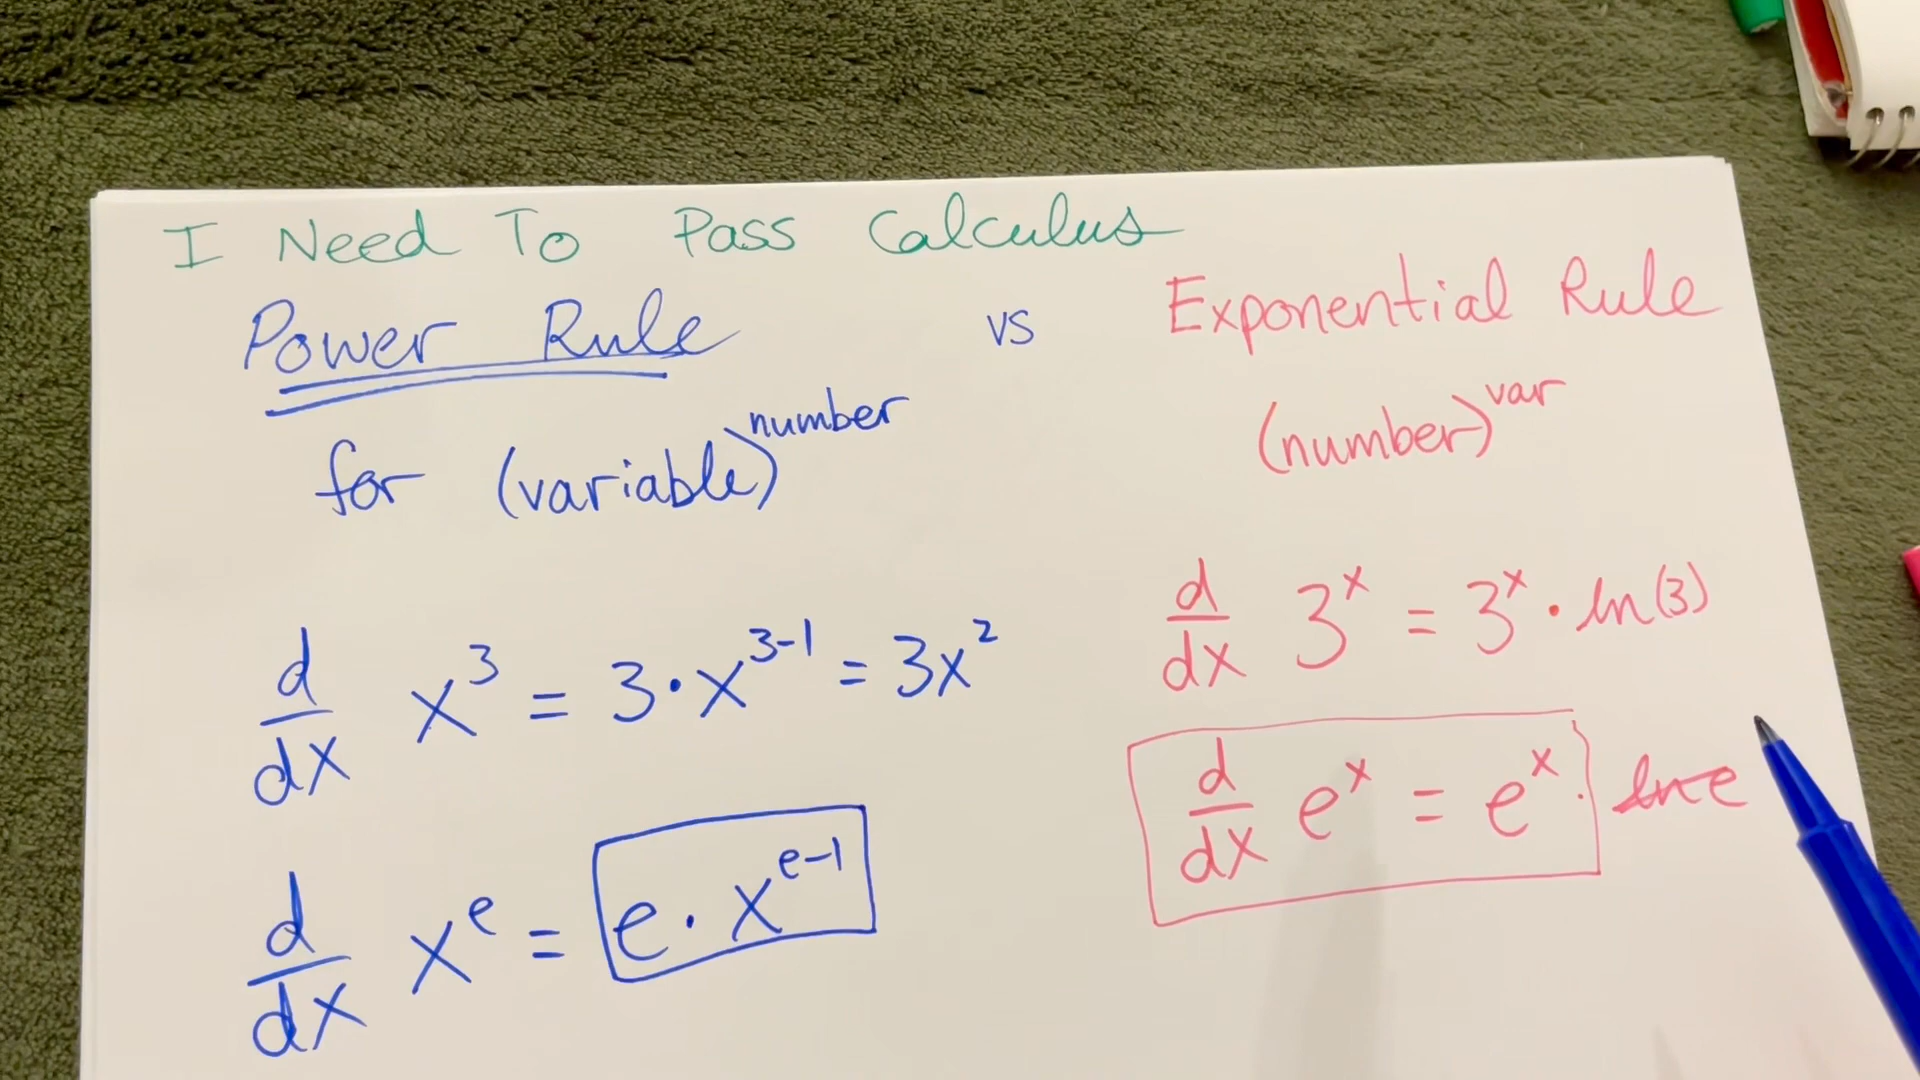 I Need To Pass Calculus
Power Rule vs Exponential Rule
for (variable)^number
(number)^var
d/dx x^3 = 3·x^(3-1) = 3x^2
d/dx 3^x = 3^x · ln(3)
d/dx e^x = e^x · ln e
d/dx x^e = e·x^(e-1)